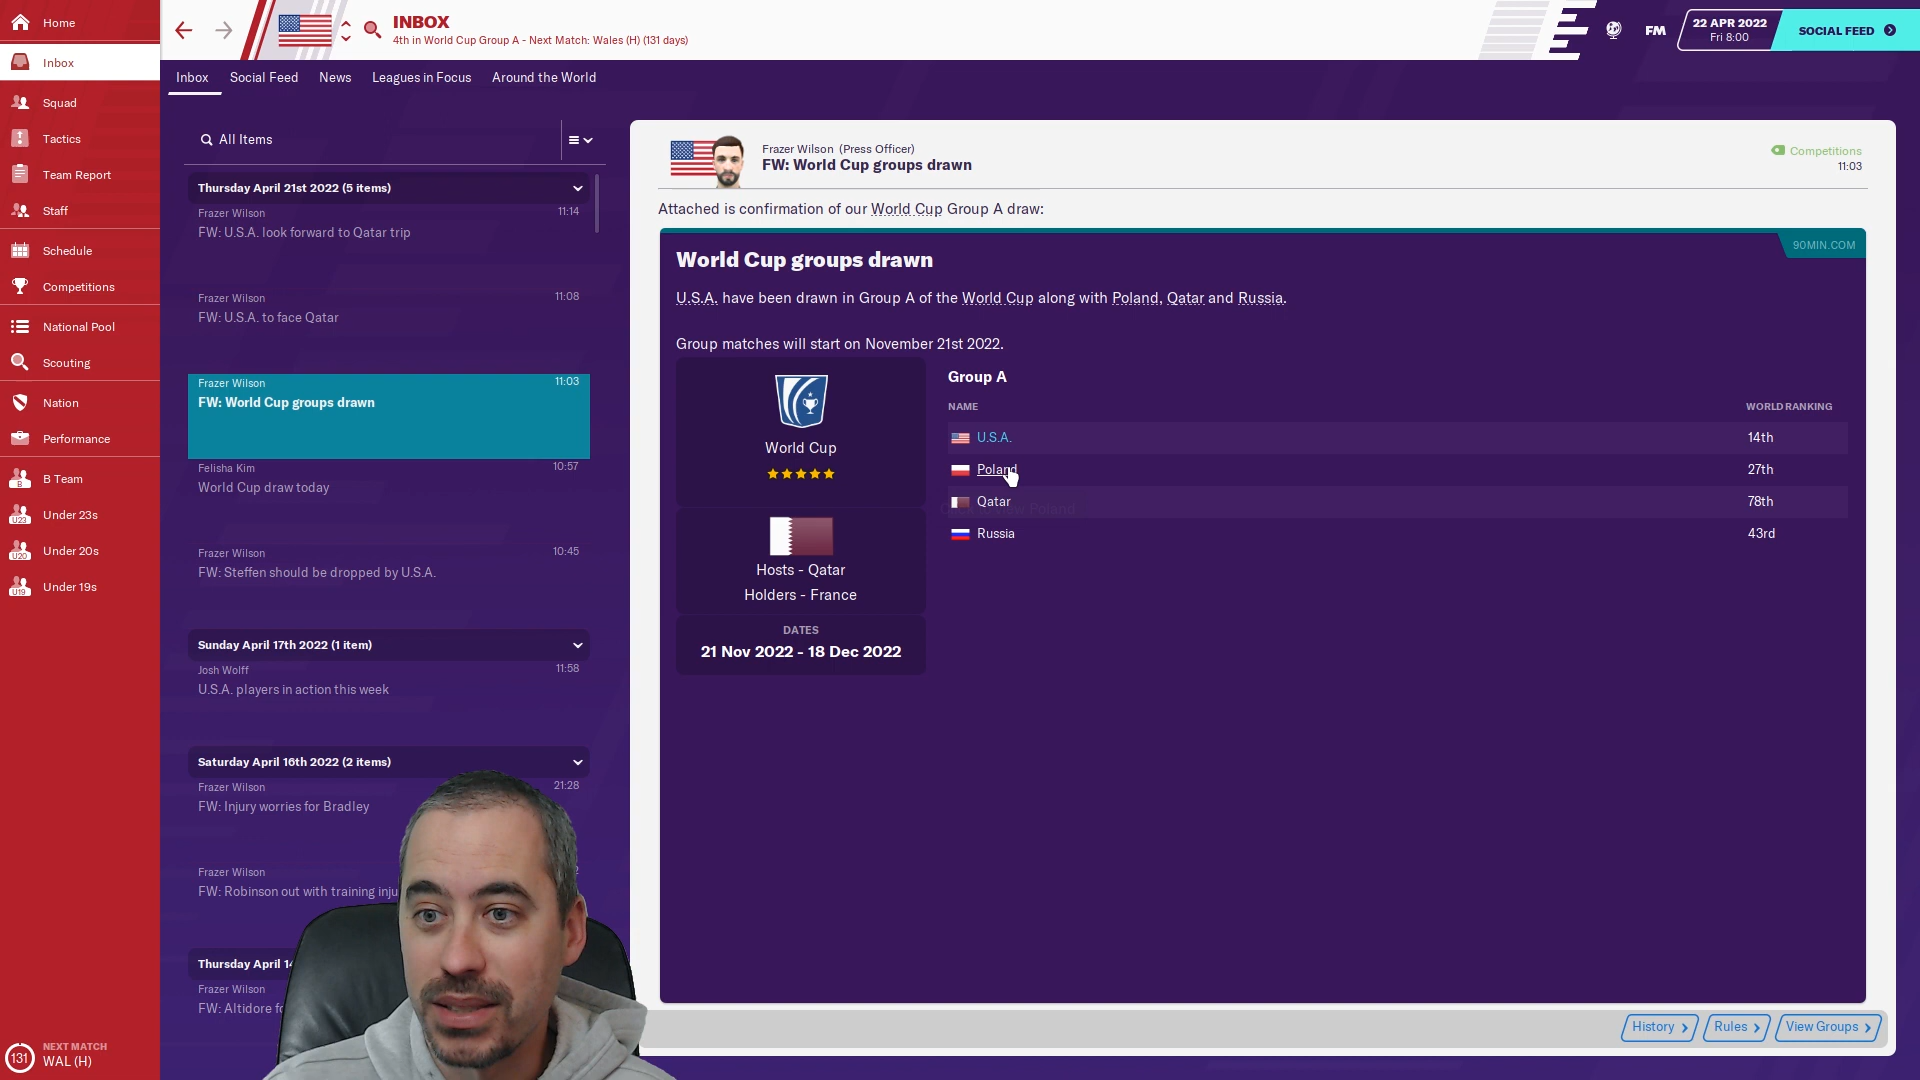 Home
Inbox
Squad
Tactics
Team Report
Staff
Schedule
Competitions
National Pool
Scouting
Nation
Performance
B
B Team
U23
Under 23s
U20
Under 20s
U19
Under 19s
131
NEXT MATCH
WAL (H)
INBOX
4th in World Cup Group A - Next Match: Wales (H) (131 days)
FM
22 APR 2022
Fri 8:00
SOCIAL FEED
Inbox
Social Feed
News
Leagues in Focus
Around the World
All Items
Thursday April 21st 2022 (5 items)
Frazer Wilson 11:14
FW: U.S.A. look forward to Qatar trip
Frazer Wilson 11:08
FW: U.S.A. to face Qatar
Frazer Wilson 11:03
FW: World Cup groups drawn
Felisha Kim 10:57
World Cup draw today
Frazer Wilson 10:45
FW: Steffen should be dropped by U.S.A.
Sunday April 17th 2022 (1 item)
Josh Wolff 11:58
U.S.A. players in action this week
Saturday April 16th 2022 (2 items)
Frazer Wilson 21:28
FW: Injury worries for Bradley
Frazer Wilson
FW: Robinson out with training inju
Thursday April 14
Frazer Wilson
FW: Altidore fo
Frazer Wilson (Press Officer)
FW: World Cup groups drawn
Competitions
11:03
Attached is confirmation of our World Cup Group A draw:
90MIN.COM
World Cup groups drawn
U.S.A. have been drawn in Group A of the World Cup along with Poland, Qatar and Russia.
Group matches will start on November 21st 2022.
World Cup
Hosts - Qatar
Holders - France
DATES
21 Nov 2022 - 18 Dec 2022
Group A
NAME WORLD RANKING
U.S.A. 14th
Poland 27th
Qatar 78th
Russia 43rd
History
Rules
View Groups